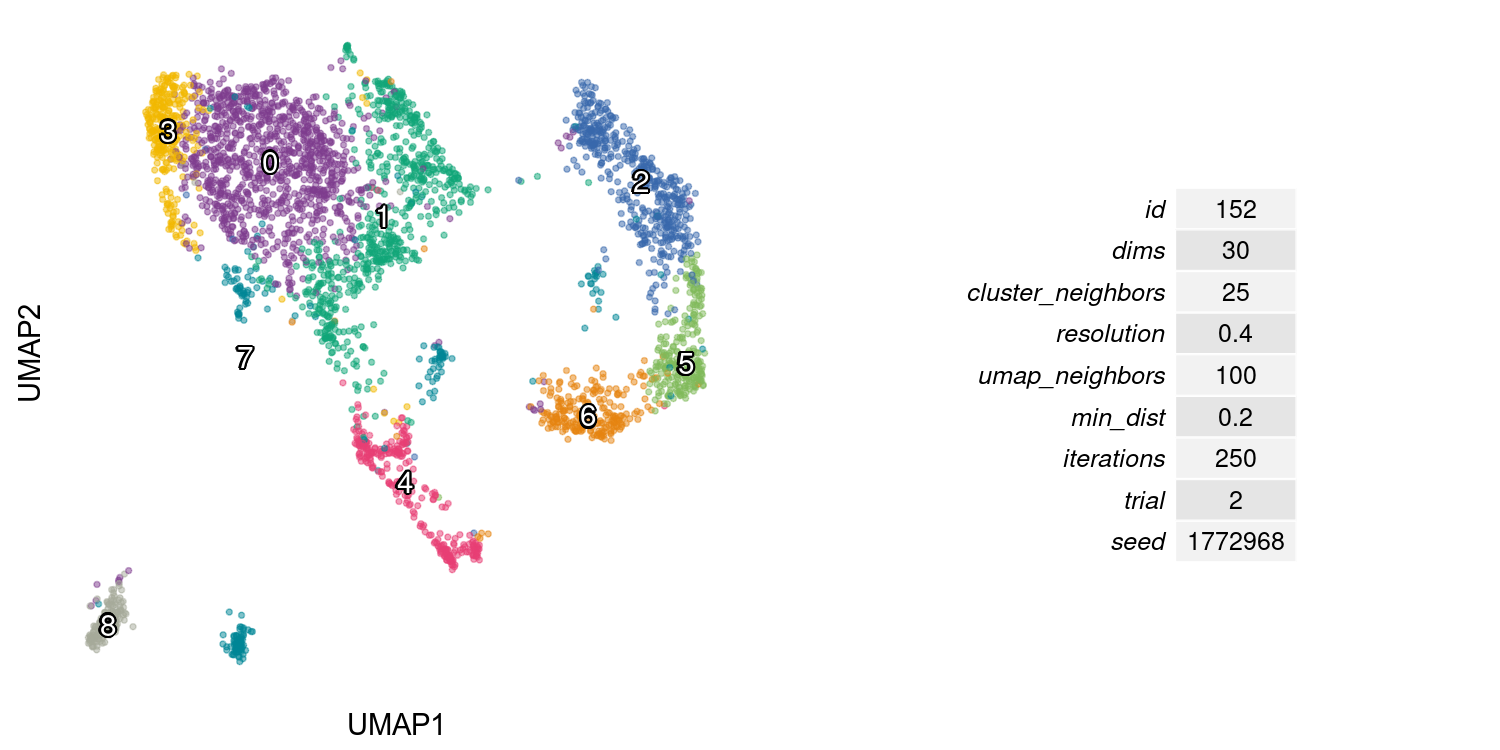 3
0
1
2
7
5
6
4
8
UMAP2
UMAP1
id 152
dims 30
cluster_neighbors 25
resolution 0.4
umap_neighbors 100
min_dist 0.2
iterations 250
trial 2
seed 1772968